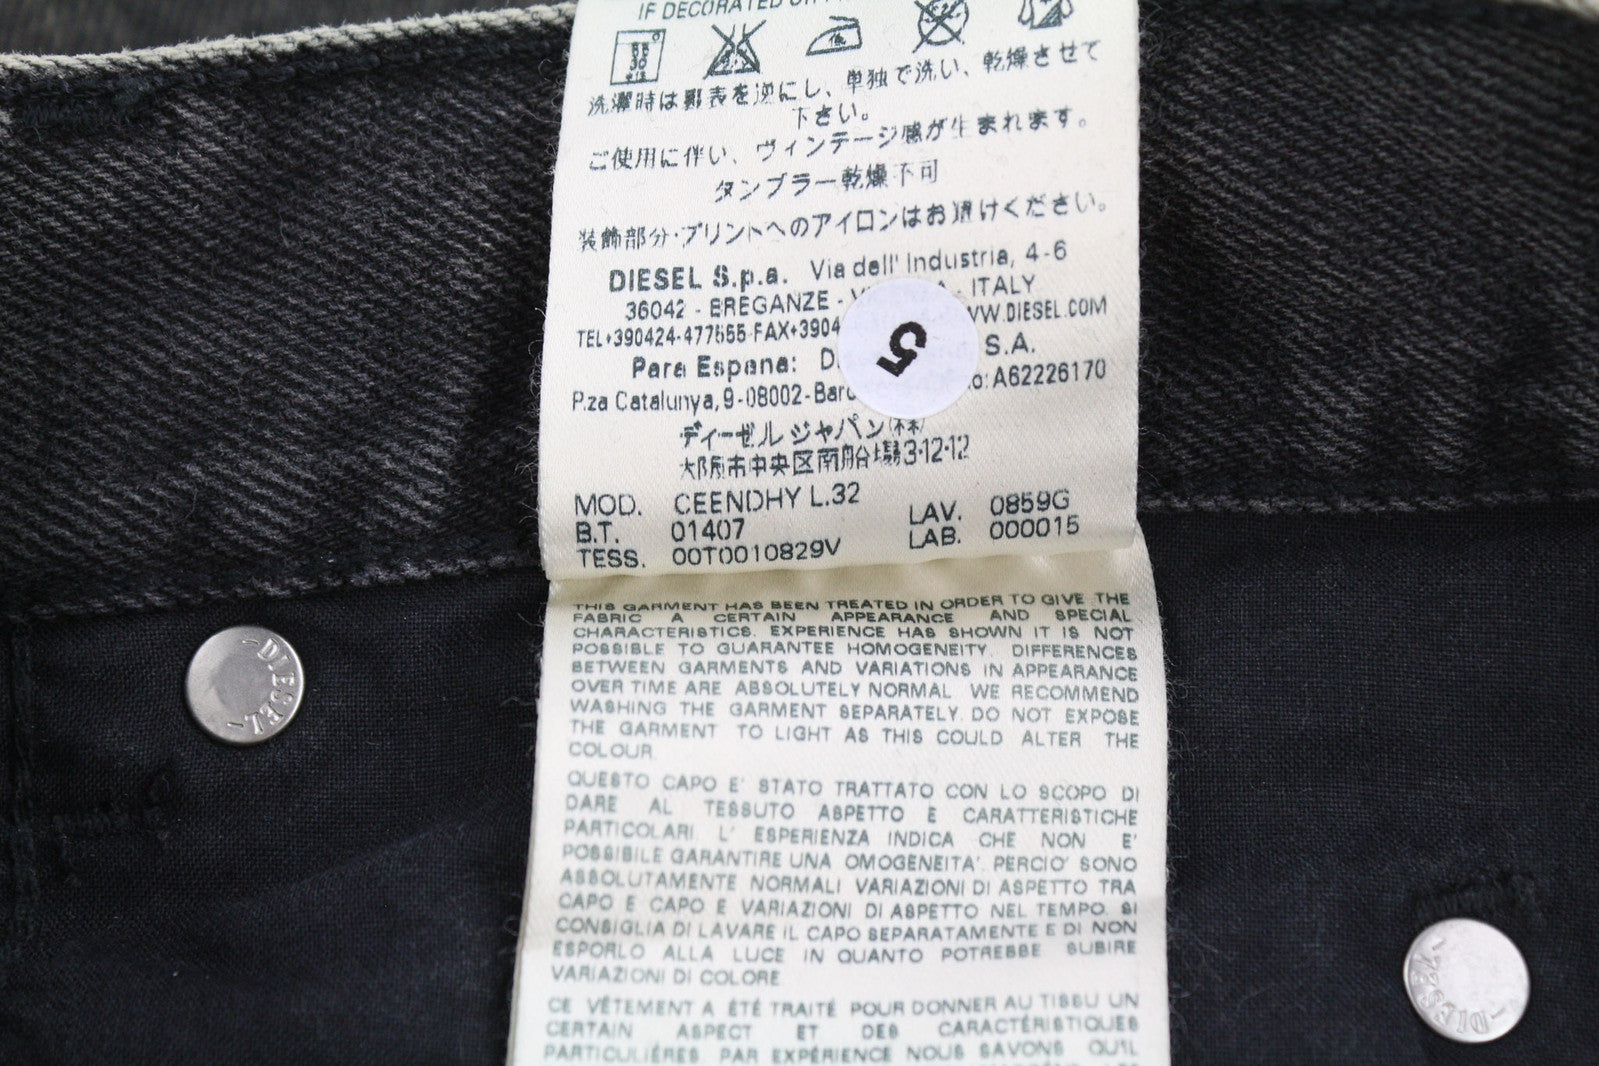 IF DECORATED OR
洗濯時は裏表を逆にし、単独で洗い、乾燥させて
下さい。
ご使用に伴い、ヴィンテージ感が生まれます。
タンブラー乾燥不可
装飾部分・プリントへのアイロンはお避けください。
DIESEL S.p.a. Via dell' Industria, 4-6
36042 - BREGANZE - ITALY
TEL+390424-477555-FAX+3904 WW.DIESEL.COM
Para Espana: D. S.A.
P.za Catalunya, 9-08002-Barc o: A62226170
5
ディーゼル ジャパン(株)
大阪市中央区南船場3-12-12
MOD. CEENDHY L.32
LAV. 0859G
B.T. 01407
LAB. 000015
TESS. 00T0010829V
THIS GARMENT HAS BEEN TREATED IN ORDER TO GIVE THE
FABRIC A CERTAIN APPEARANCE AND SPECIAL
CHARACTERISTICS. EXPERIENCE HAS SHOWN IT IS NOT
POSSIBLE TO GUARANTEE HOMOGENEITY. DIFFERENCES
BETWEEN GARMENTS AND VARIATIONS IN APPEARANCE
OVER TIME ARE ABSOLUTELY NORMAL. WE RECOMMEND
WASHING THE GARMENT SEPARATELY. DO NOT EXPOSE
THE GARMENT TO LIGHT AS THIS COULD ALTER THE
COLOUR.
QUESTO CAPO E' STATO TRATTATO CON LO SCOPO DI
DARE AL TESSUTO ASPETTO E CARATTERISTICHE
PARTICOLARI. L' ESPERIENZA INDICA CHE NON E'
POSSIBILE GARANTIRE UNA OMOGENEITA'. PERCIO' SONO
ASSOLUTAMENTE NORMALI VARIAZIONI DI ASPETTO TRA
CAPO E CAPO E VARIAZIONI DI ASPETTO NEL TEMPO. SI
CONSIGLIA DI LAVARE IL CAPO SEPARATAMENTE E DI NON
ESPORLO ALLA LUCE IN QUANTO POTREBBE SUBIRE
VARIAZIONI DI COLORE
CE VÊTEMENT A ÉTÉ TRAITÉ POUR DONNER AU TISSU UN
CERTAIN ASPECT ET DES CARACTÉRISTIQUES
PARTICULIÉRES. PAR EXPÉRIENCE NOUS SAVONS QU'IL
-DIESEL-
-DIESEL-